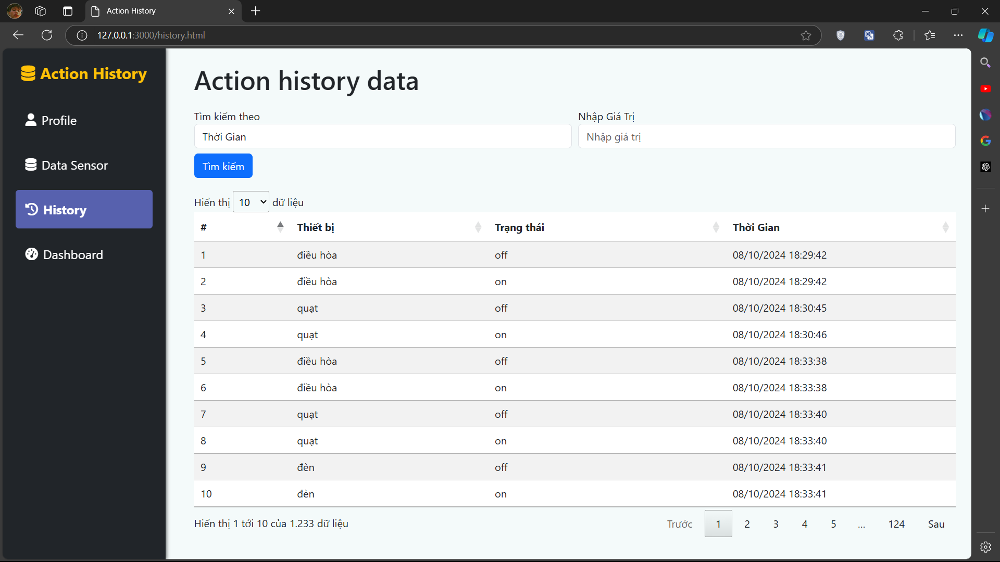 Action History
127.0.0.1:3000/history.html
Action History
Profile
Data Sensor
History
Dashboard
Action history data
Tìm kiếm theo
Nhập Giá Trị
Thời Gian
Nhập giá trị
Tìm kiếm
Hiển thị 10 dữ liệu
# Thiết bị Trạng thái Thời Gian
1 điều hòa off 08/10/2024 18:29:42
2 điều hòa on 08/10/2024 18:29:42
3 quạt off 08/10/2024 18:30:45
4 quạt on 08/10/2024 18:30:46
5 điều hòa off 08/10/2024 18:33:38
6 điều hòa on 08/10/2024 18:33:38
7 quạt off 08/10/2024 18:33:40
8 quạt on 08/10/2024 18:33:40
9 đèn off 08/10/2024 18:33:41
10 đèn on 08/10/2024 18:33:41
Hiển thị 1 tới 10 của 1.233 dữ liệu
Trước 1 2 3 4 5 ... 124 Sau